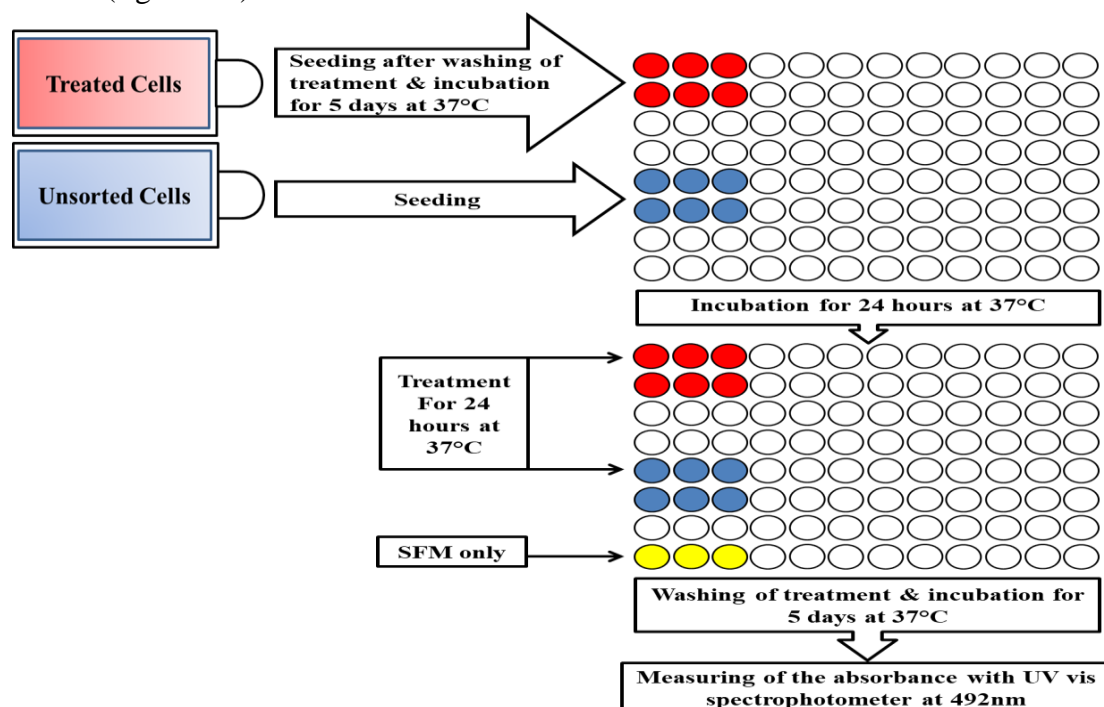 Treated Cells
Seeding after washing of
treatment & incubation
for 5 days at 37°C
Unsorted Cells
Seeding
Incubation for 24 hours at 37°C
Treatment
For 24
hours at
37°C
SFM only
Washing of treatment & incubation for
5 days at 37°C
Measuring of the absorbance with UV vis
spectrophotometer at 492nm